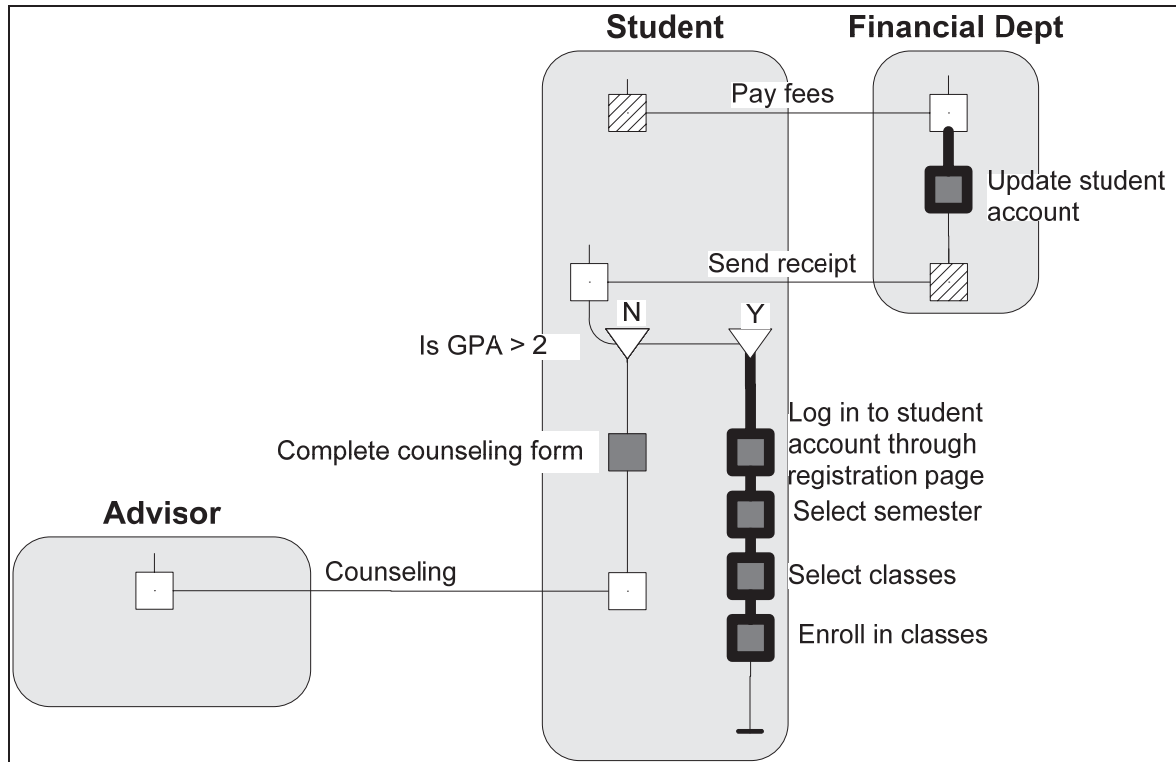 Student
Financial Dept
Pay fees
Update student
account
Send receipt
N
Y
Is GPA > 2
Log in to student
account through
registration page
Complete counseling form
Select semester
Advisor
Counseling
Select classes
Enroll in classes